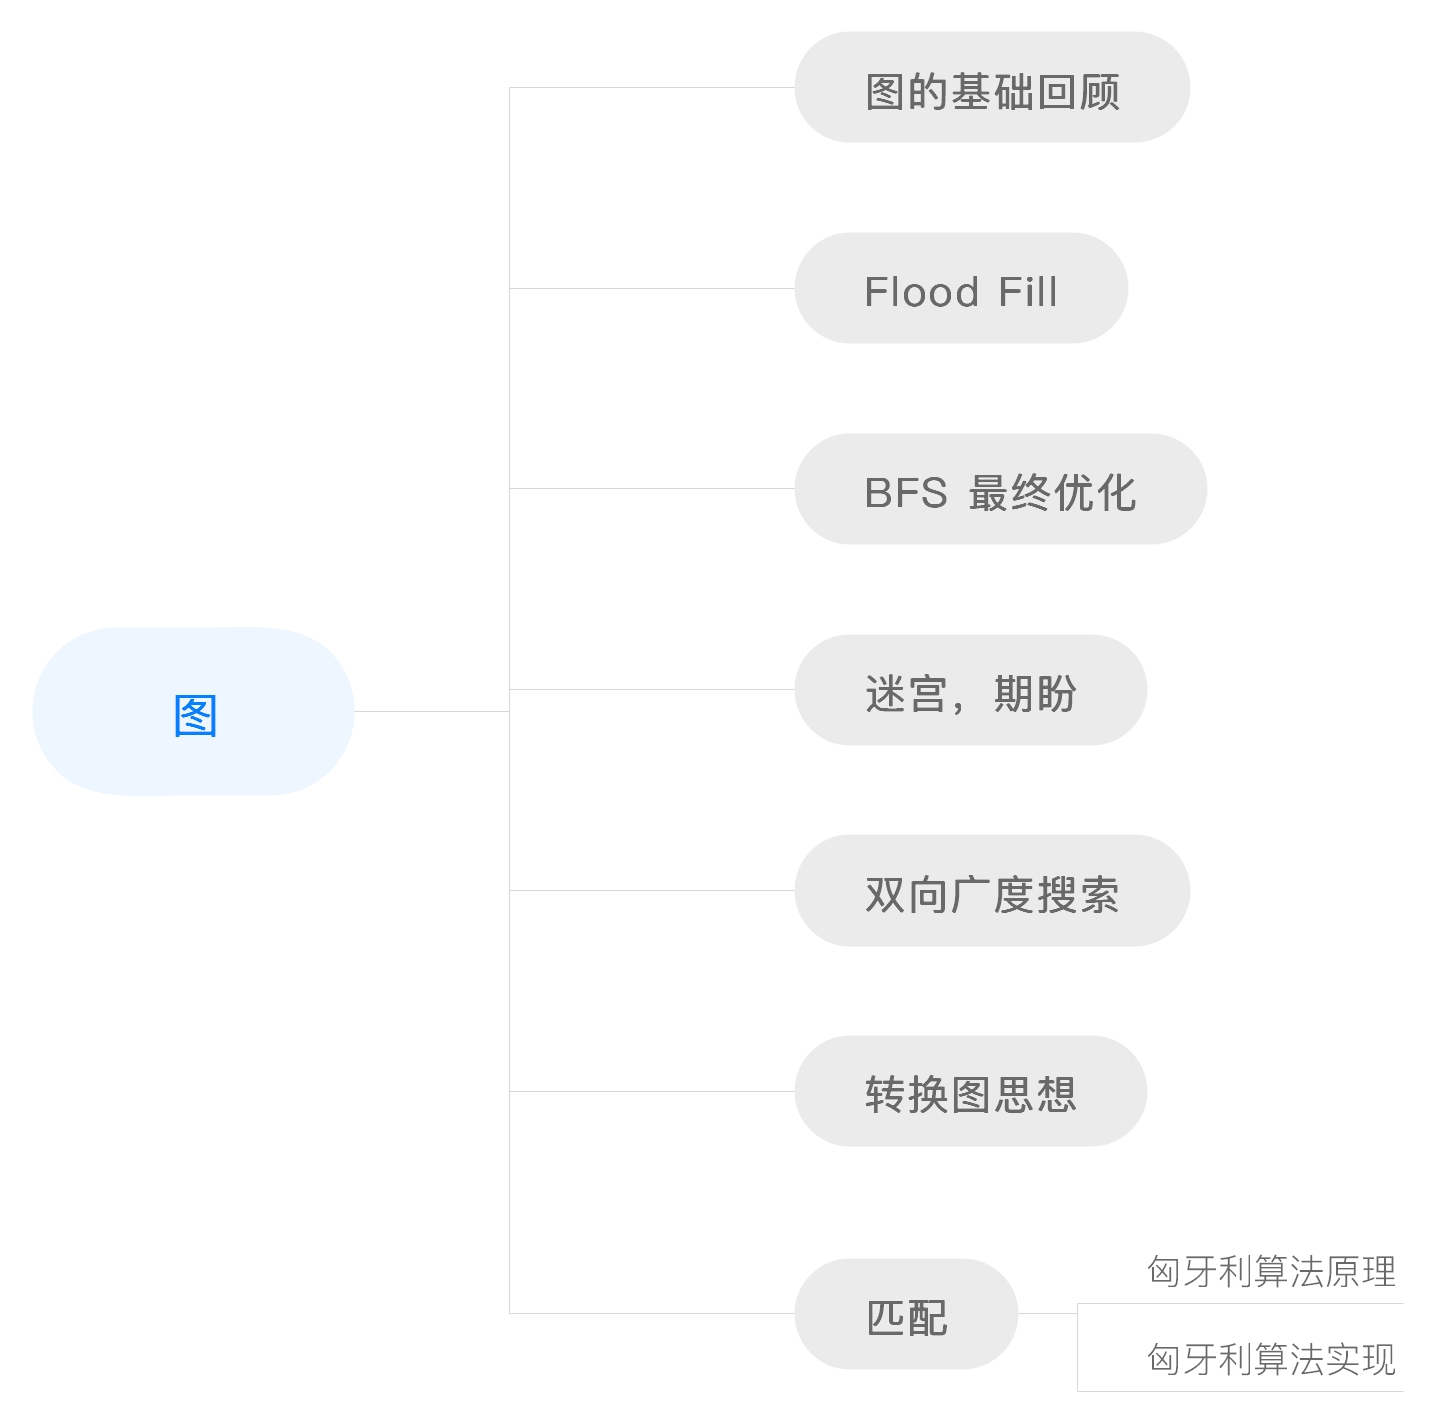 图的基础回顾
Flood Fill
BFS 最终优化
图
迷宫，期盼
双向广度搜索
转换图思想
匹配
匈牙利算法原理
匈牙利算法实现